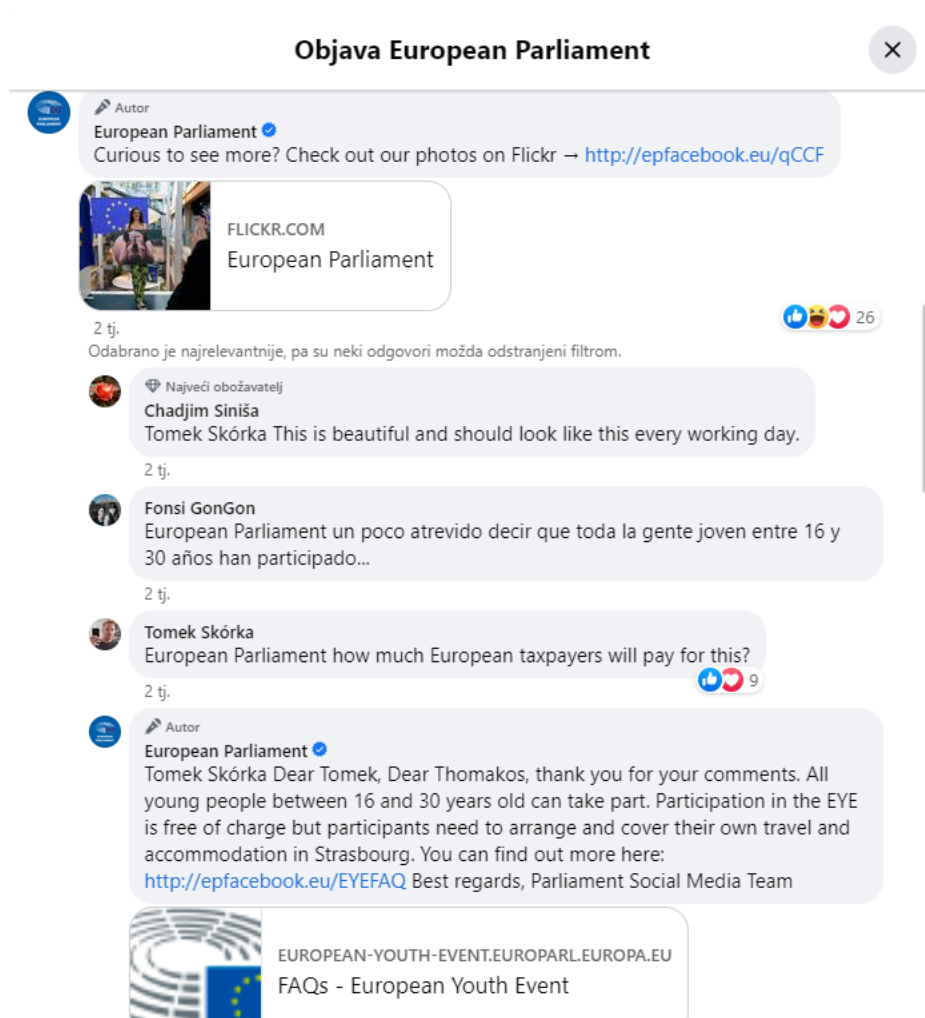 Objava European Parliament
Autor
European Parliament
Curious to see more? Check out our photos on Flickr → http://epfacebook.eu/qCCF
FLICKR.COM
European Parliament
2 tj.
26
Odabrano je najrelevantnije, pa su neki odgovori možda odstranjeni filtrom.
Najveći obožavatelj
Chadjim Siniša
Tomek Skórka This is beautiful and should look like this every working day.
2 tj.
Fonsi GonGon
European Parliament un poco atrevido decir que toda la gente joven entre 16 y
30 años han participado...
2 tj.
Tomek Skórka
European Parliament how much European taxpayers will pay for this?
9
2 tj.
Autor
European Parliament
Tomek Skórka Dear Tomek, Dear Thomakos, thank you for your comments. All
young people between 16 and 30 years old can take part. Participation in the EYE
is free of charge but participants need to arrange and cover their own travel and
accommodation in Strasbourg. You can find out more here:
http://epfacebook.eu/EYEFAQ Best regards, Parliament Social Media Team
EUROPEAN-YOUTH-EVENT.EUROPARL.EUROPA.EU
FAQs - European Youth Event